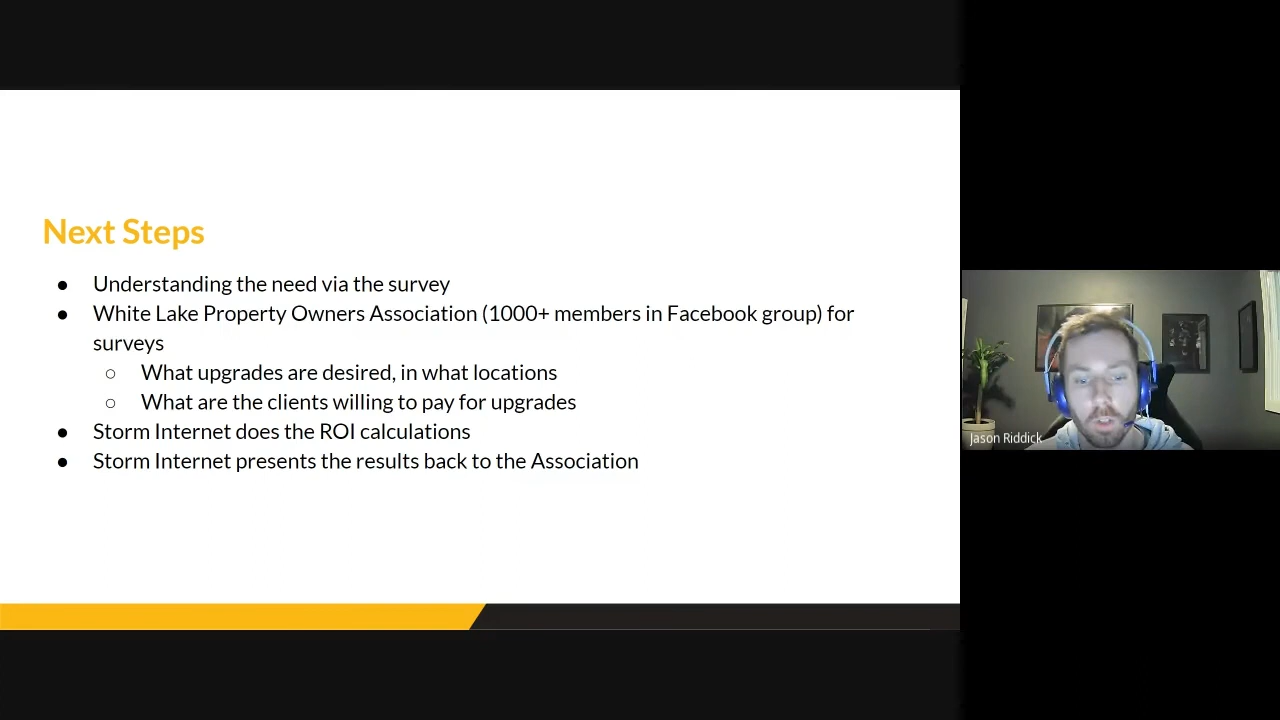 Next Steps
● Understanding the need via the survey
● White Lake Property Owners Association (1000+ members in Facebook group) for
surveys
○ What upgrades are desired, in what locations
○ What are the clients willing to pay for upgrades
● Storm Internet does the ROI calculations
● Storm Internet presents the results back to the Association
Jason Riddick